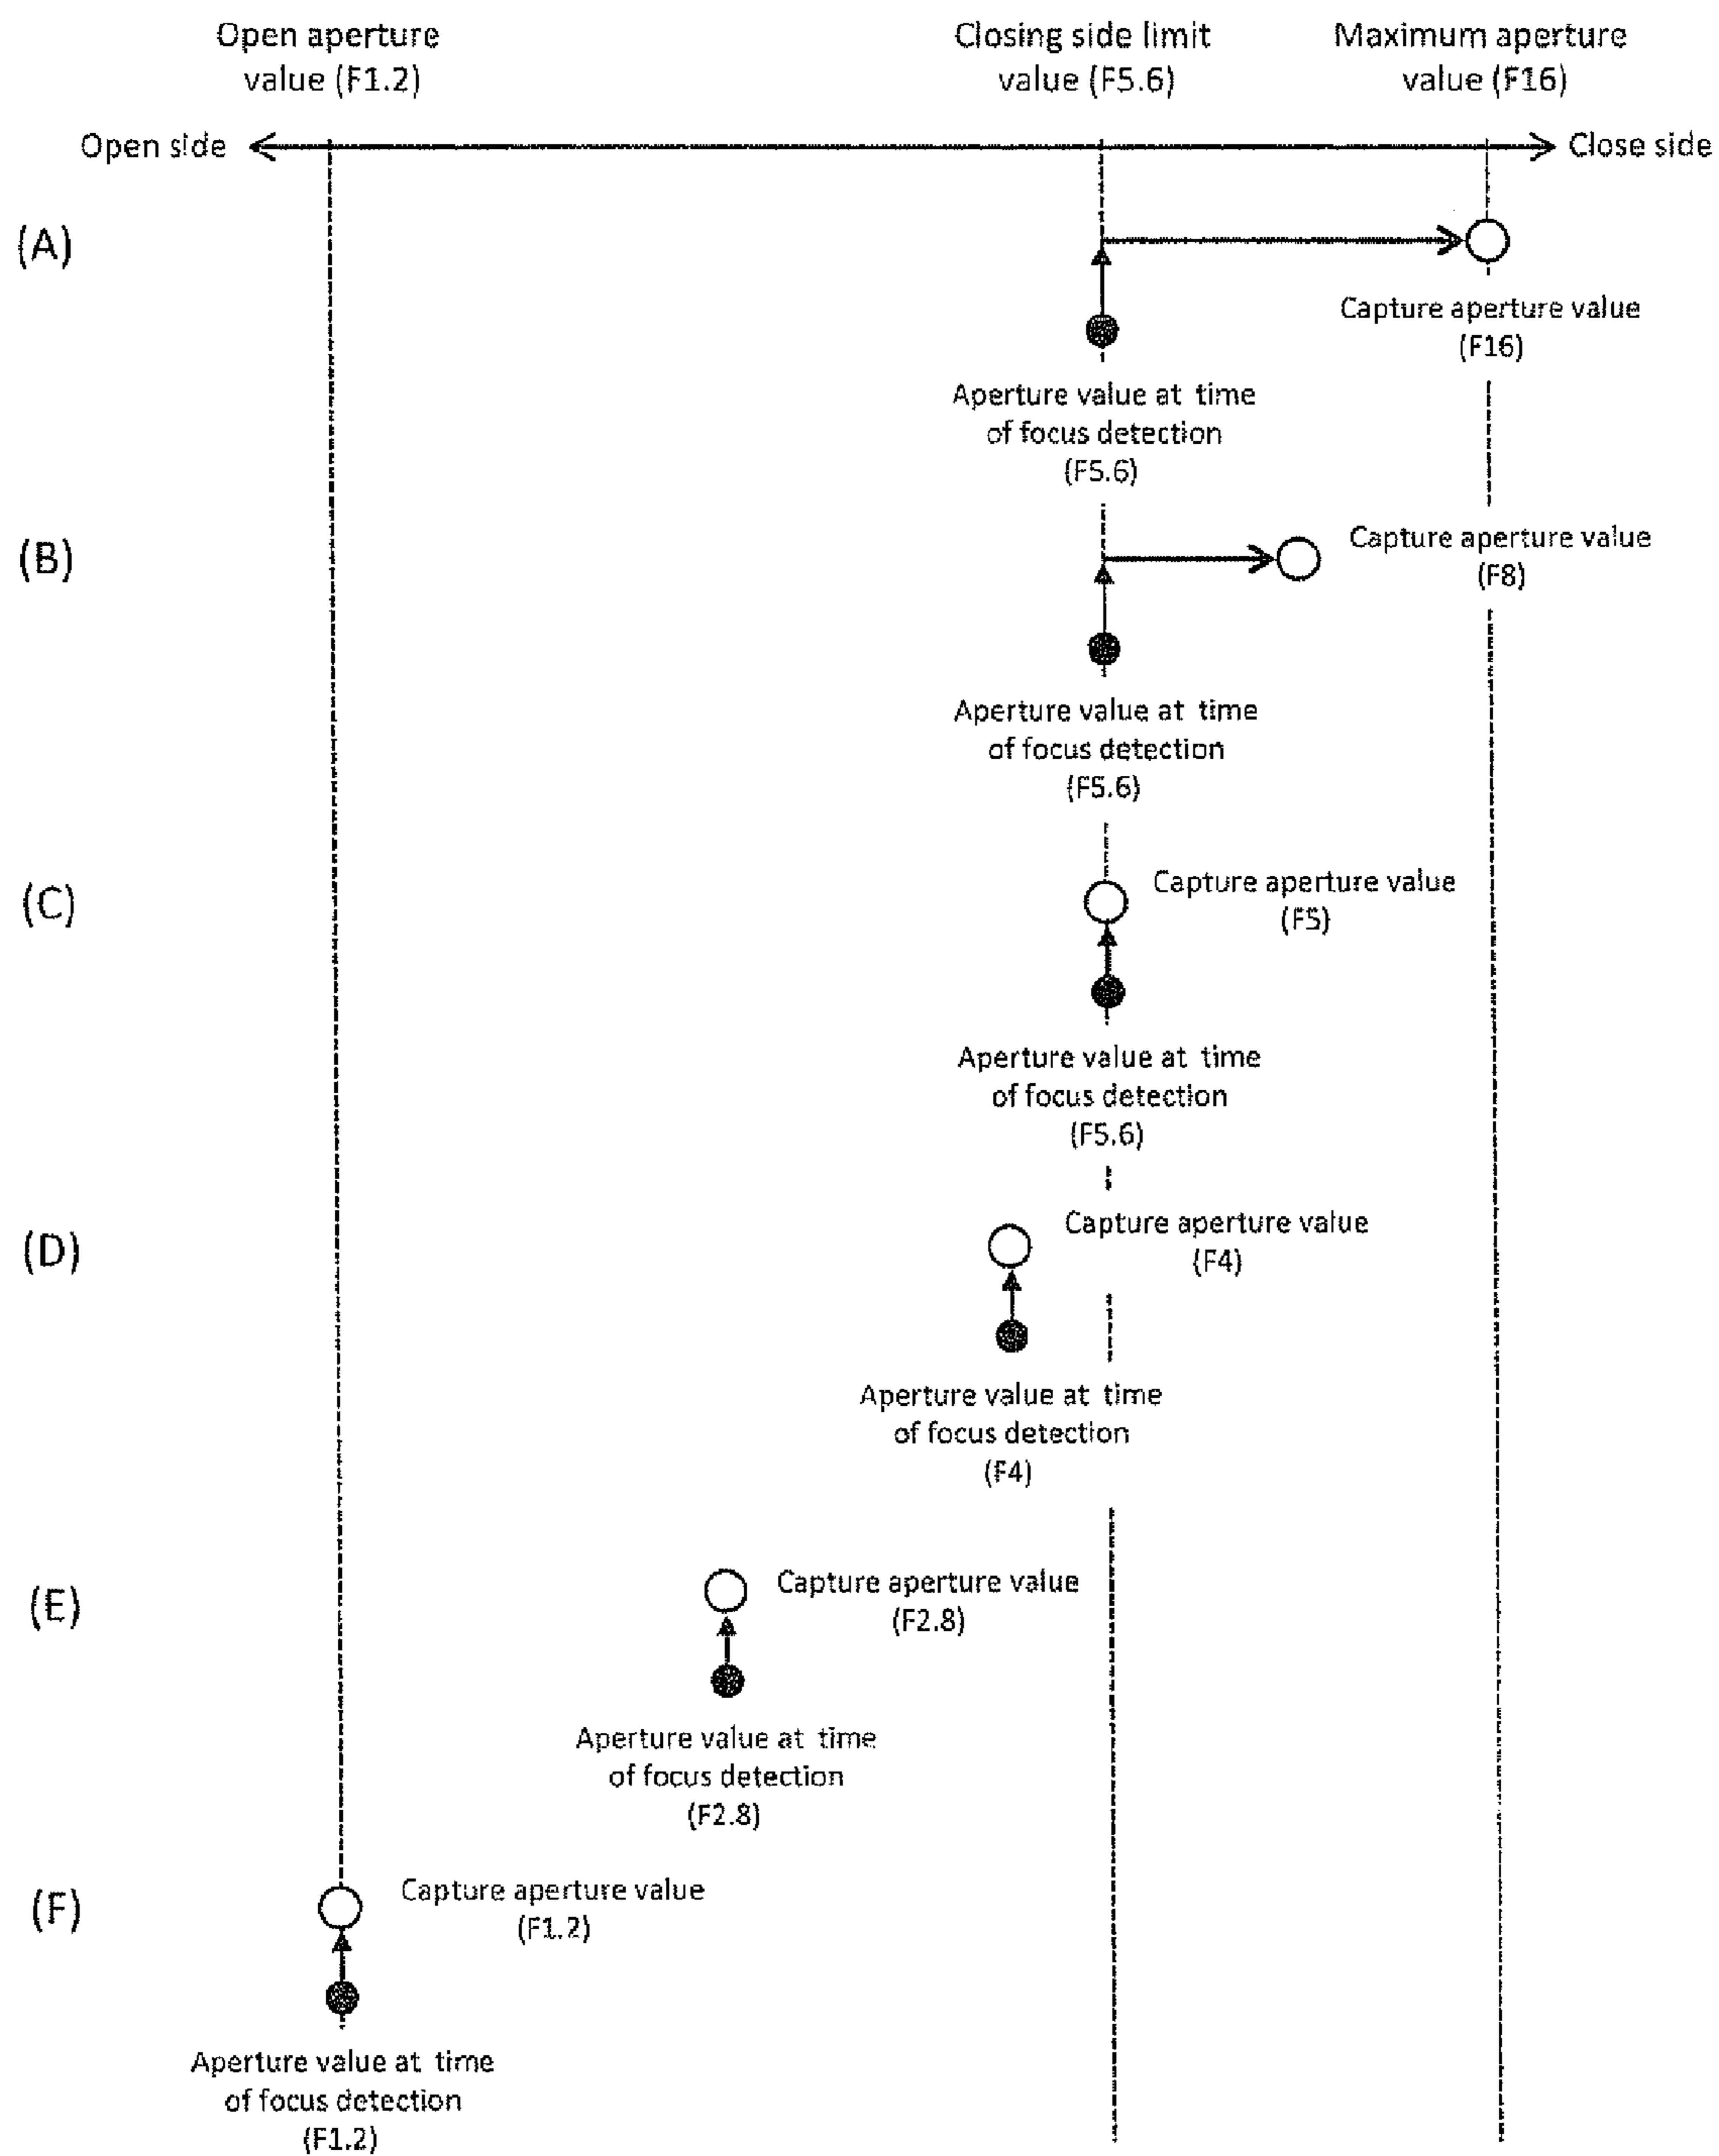 Open aperture
value (F1.2)
Closing side limit
value (F5.6)
Maximum aperture
value (F16)
Open side
Close side
(A)
Capture aperture value
(F16)
Aperture value at time
of focus detection
(F5.6)
(B)
Capture aperture value
(F8)
Aperture value at time
of focus detection
(F5.6)
(C)
Capture aperture value
(F5)
Aperture value at time
of focus detection
(F5.6)
(D)
Capture aperture value
(F4)
Aperture value at time
of focus detection
(F4)
(E)
Capture aperture value
(F2.8)
Aperture value at time
of focus detection
(F2.8)
(F)
Capture aperture value
(F1.2)
Aperture value at time
of focus detection
(F1.2)